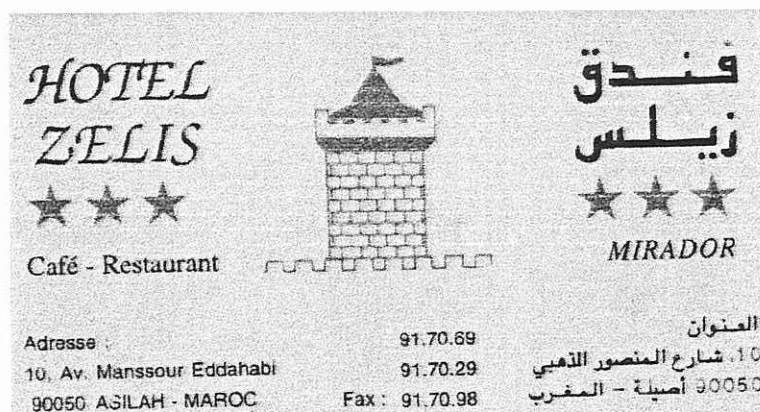 HOTEL
ZELIS
Café - Restaurant
فندق
زيلس
MIRADOR
Adresse :
10, Av. Manssour Eddahabi
90050 ASILAH - MAROC
91.70.69
91.70.29
Fax : 91.70.98
العنوان
10، شارع المنصور الذهبي
90050 أصيلة - المغرب